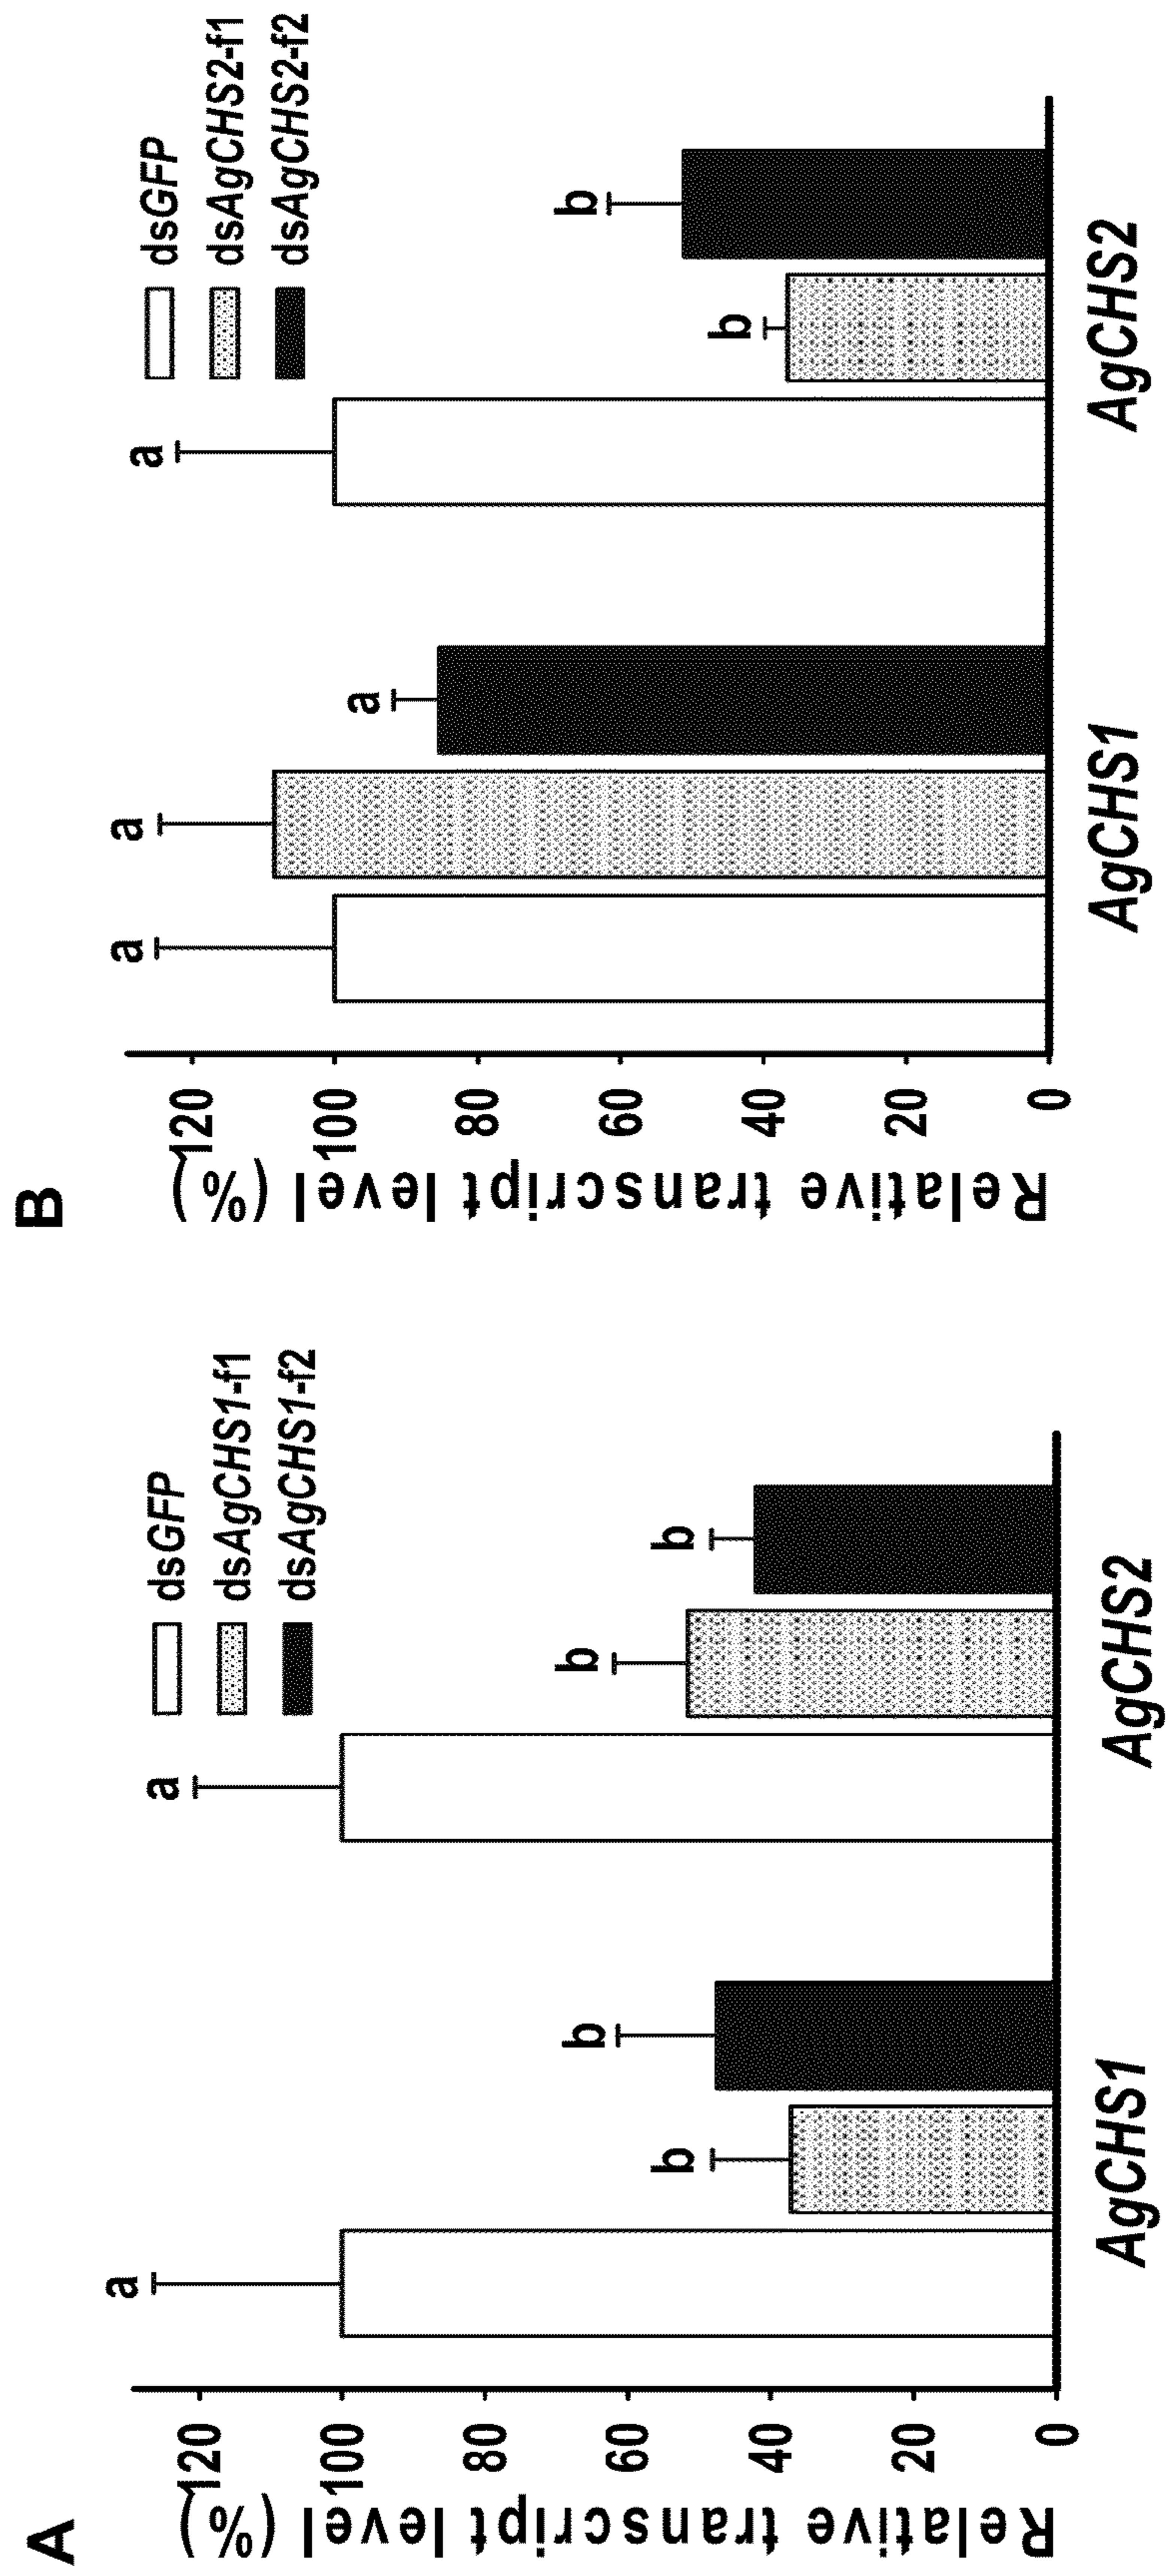 A
Relative transcript level (%)
120
100
80
60
40
20
0
dsGFP
dsAgCHS1-f1
dsAgCHS1-f2
a
b
b
a
b
b
AgCHS1
AgCHS2
B
Relative transcript level (%)
120
100
80
60
40
20
0
dsGFP
dsAgCHS2-f1
dsAgCHS2-f2
a
a
a
a
b
b
AgCHS1
AgCHS2